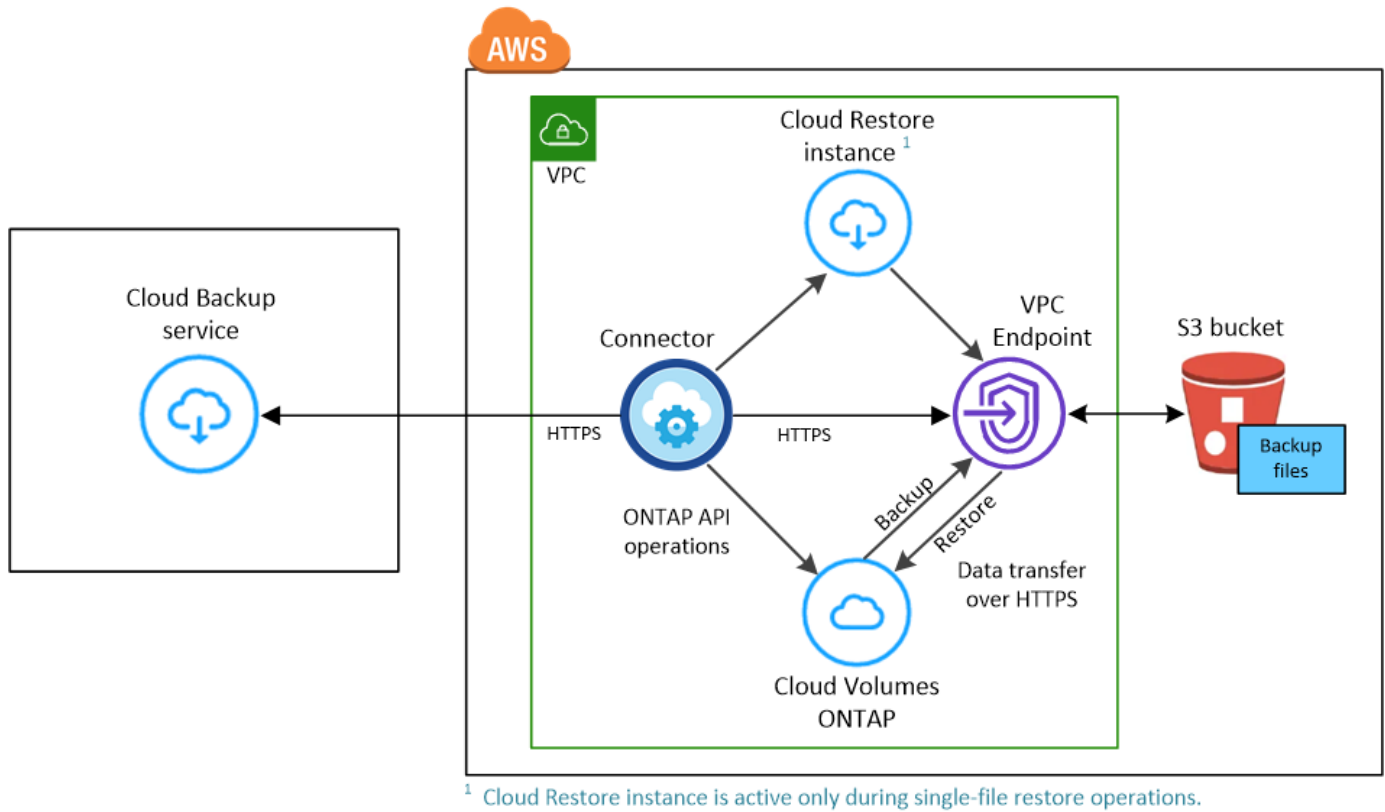 AWS
VPC
Cloud Restore
instance 1
Cloud Backup
service
Connector
VPC
Endpoint
S3 bucket
HTTPS
HTTPS
Backup
files
ONTAP API
operations
Backup
Restore
Data transfer
over HTTPS
Cloud Volumes
ONTAP
1 Cloud Restore instance is active only during single-file restore operations.